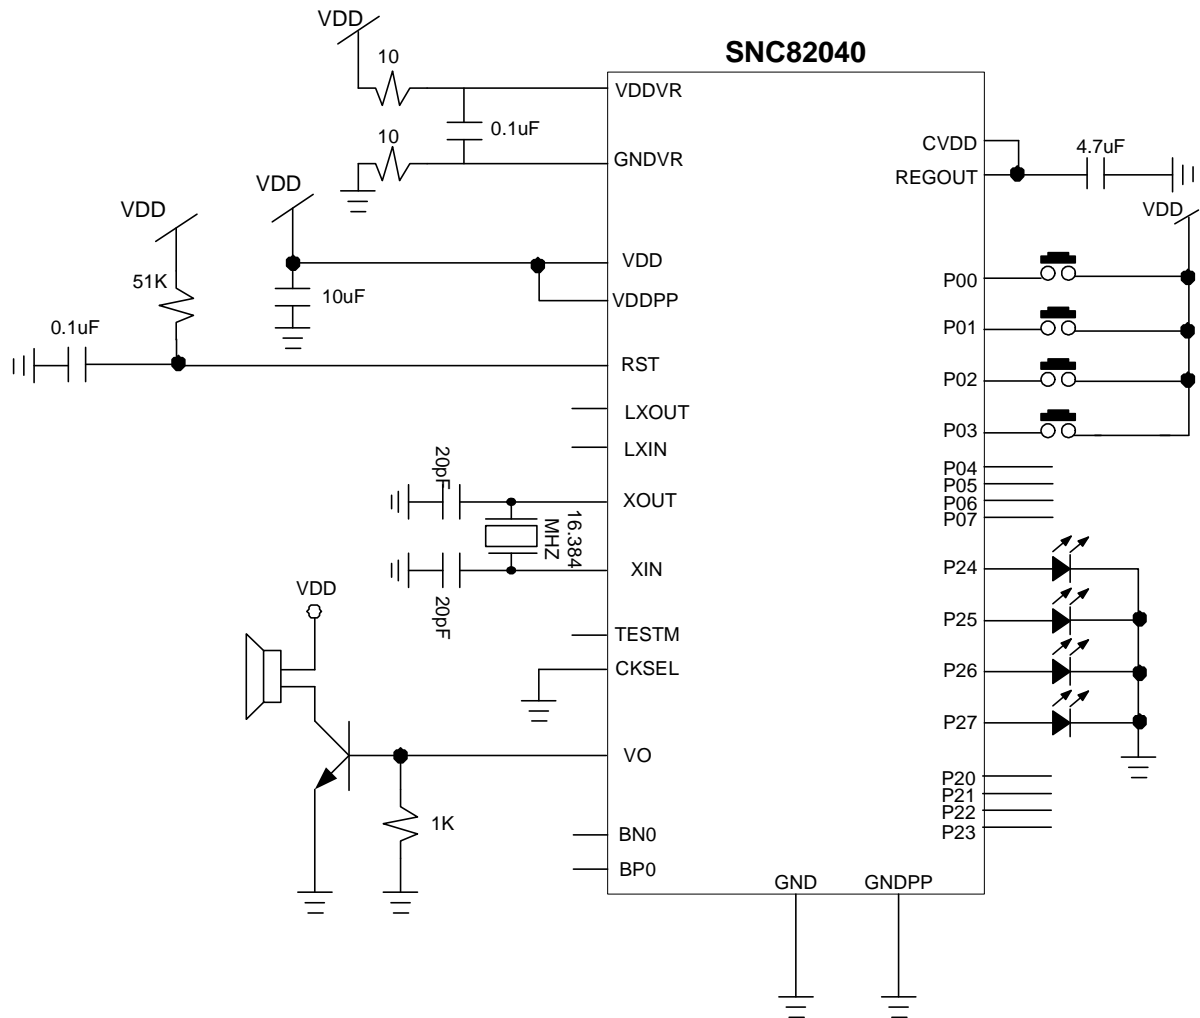 SNC82040
VDD
10
VDDVR
0.1uF
10
GNDVR
CVDD
4.7uF
REGOUT
VDD
VDD
VDD
VDD
51K
10uF
VDDPP
0.1uF
RST
P00
P01
P02
P03
LXOUT
LXIN
20pF
XOUT
16.384
MHZ
XIN
20pF
P04
P05
P06
P07
P24
P25
P26
P27
VDD
TESTM
CKSEL
VO
1K
BN0
BP0
P20
P21
P22
P23
GND
GNDPP